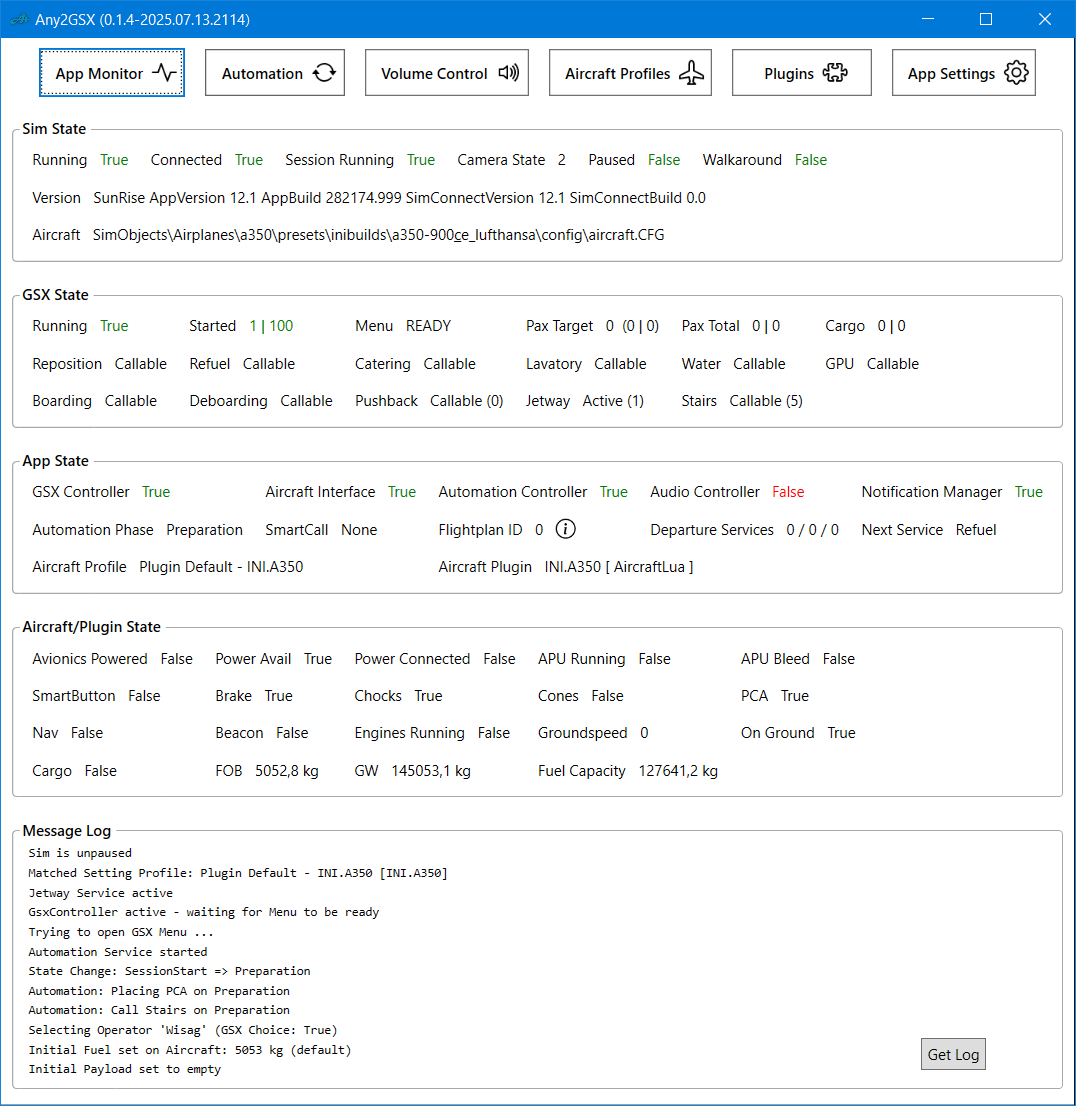 Any2GSX (0.1.4-2025.07.13.2114)
App Monitor Automation Volume Control Aircraft Profiles Plugins App Settings
Sim State
Running True Connected True Session Running True Camera State 2 Paused False Walkaround False
Version SunRise AppVersion 12.1 AppBuild 282174.999 SimConnectVersion 12.1 SimConnectBuild 0.0
Aircraft SimObjects\Airplanes\a350\presets\inibuilds\a350-900ce_lufthansa\config\aircraft.CFG
GSX State
Running True Started 1 | 100 Menu READY Pax Target 0 (0 | 0) Pax Total 0 | 0 Cargo 0 | 0
Reposition Callable Refuel Callable Catering Callable Lavatory Callable Water Callable GPU Callable
Boarding Callable Deboarding Callable Pushback Callable (0) Jetway Active (1) Stairs Callable (5)
App State
GSX Controller True Aircraft Interface True Automation Controller True Audio Controller False Notification Manager True
Automation Phase Preparation SmartCall None Flightplan ID 0 Departure Services 0 / 0 / 0 Next Service Refuel
Aircraft Profile Plugin Default - INI.A350 Aircraft Plugin INI.A350 [ AircraftLua ]
Aircraft/Plugin State
Avionics Powered False Power Avail True Power Connected False APU Running False APU Bleed False
SmartButton False Brake True Chocks True Cones False PCA True
Nav False Beacon False Engines Running False Groundspeed 0 On Ground True
Cargo False FOB 5052,8 kg GW 145053,1 kg Fuel Capacity 127641,2 kg
Message Log
Sim is unpaused
Matched Setting Profile: Plugin Default - INI.A350 [INI.A350]
Jetway Service active
GsxController active - waiting for Menu to be ready
Trying to open GSX Menu ...
Automation Service started
State Change: SessionStart => Preparation
Automation: Placing PCA on Preparation
Automation: Call Stairs on Preparation
Selecting Operator 'Wisag' (GSX Choice: True)
Initial Fuel set on Aircraft: 5053 kg (default)
Initial Payload set to empty
Get Log